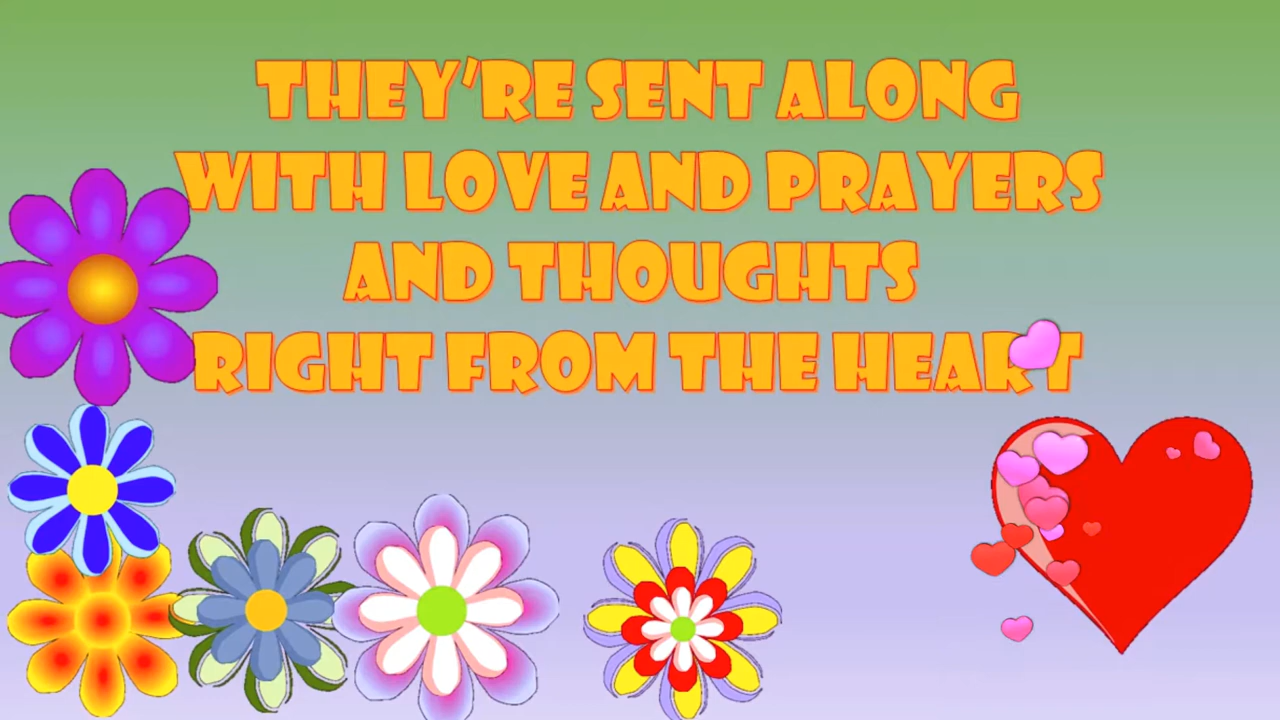 THEY'RE SENT ALONG
WITH LOVE AND PRAYERS
AND THOUGHTS
RIGHT FROM THE HEART